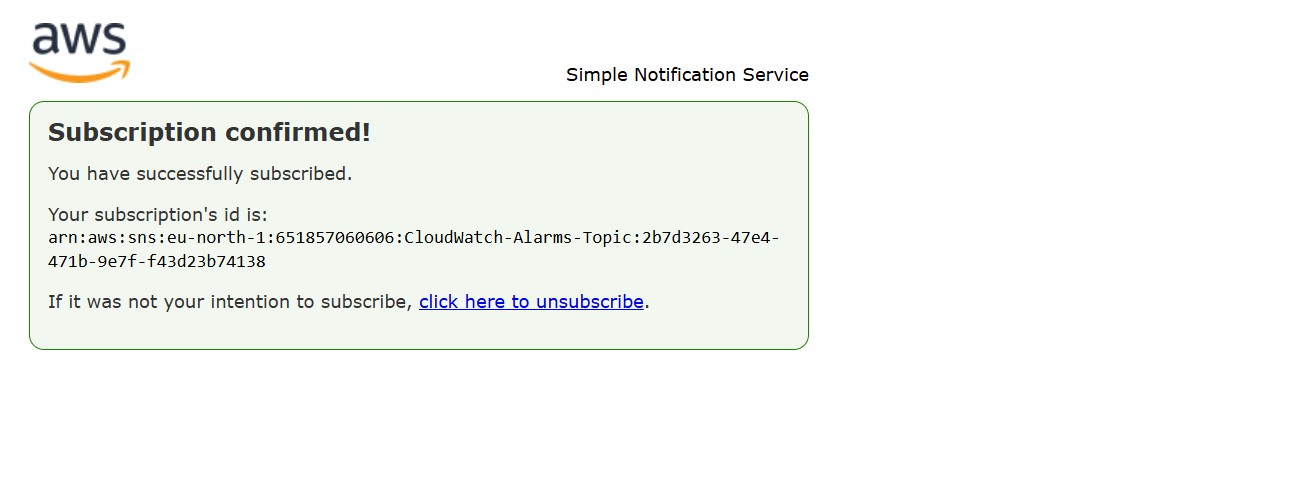 aws
Simple Notification Service
Subscription confirmed!
You have successfully subscribed.
Your subscription's id is:
arn:aws:sns:eu-north-1:651857060606:CloudWatch-Alarms-Topic:2b7d3263-47e4-
471b-9e7f-f43d23b74138
If it was not your intention to subscribe, click here to unsubscribe.